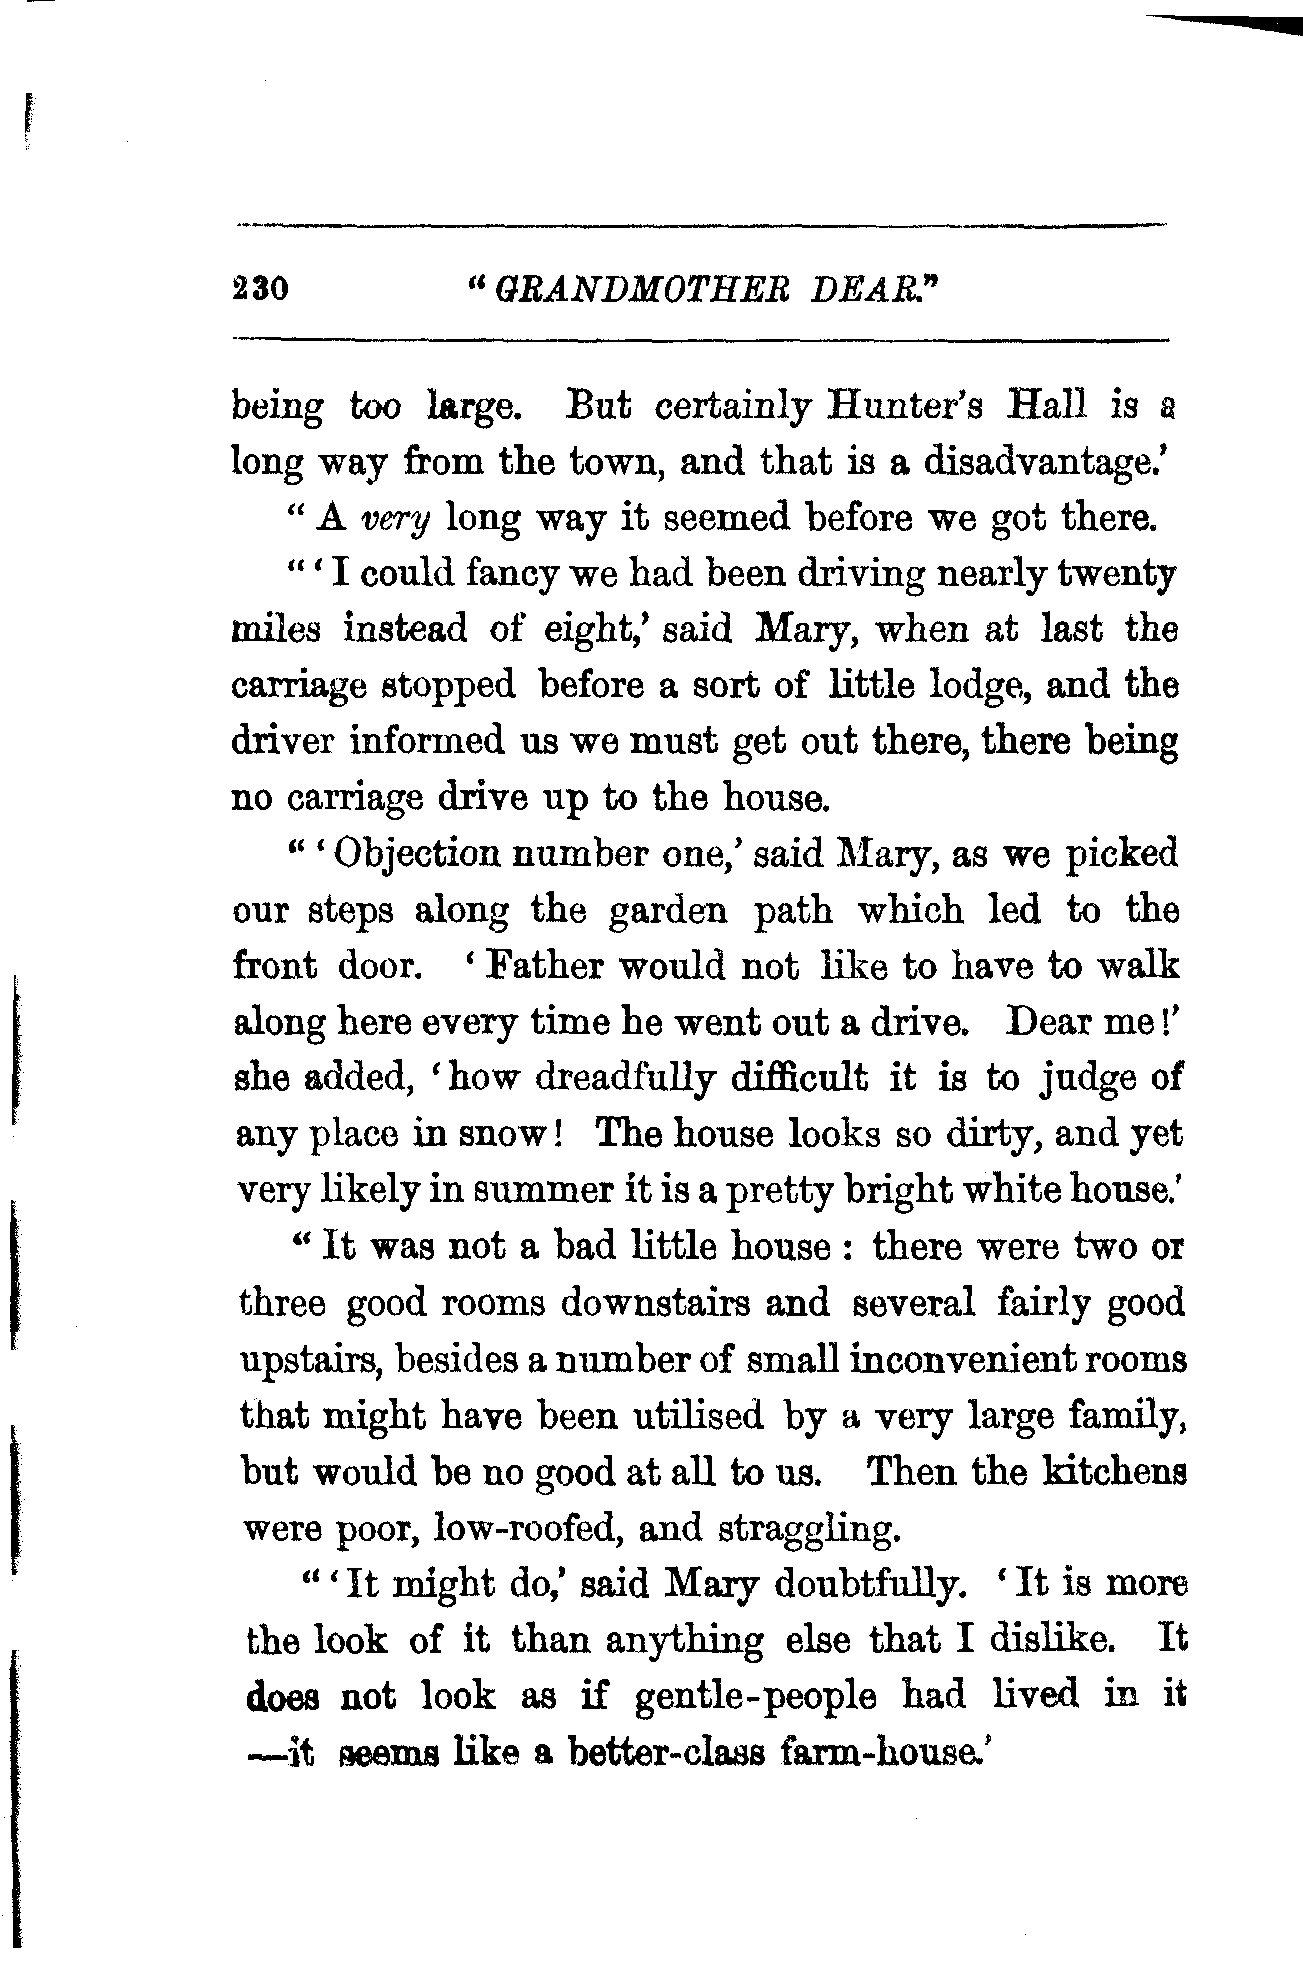 230 "GRANDMOTHER DEAR."
being too large. But certainly Hunter's Hall is a
long way from the town, and that is a disadvantage.'
"A very long way it seemed before we got there.
"'I could fancy we had been driving nearly twenty
miles instead of eight,' said Mary, when at last the
carriage stopped before a sort of little lodge, and the
driver informed us we must get out there, there being
no carriage drive up to the house.
"'Objection number one,' said Mary, as we picked
our steps along the garden path which led to the
front door. 'Father would not like to have to walk
along here every time he went out a drive. Dear me!'
she added, 'how dreadfully difficult it is to judge of
any place in snow! The house looks so dirty, and yet
very likely in summer it is a pretty bright white house.'
"It was not a bad little house: there were two or
three good rooms downstairs and several fairly good
upstairs, besides a number of small inconvenient rooms
that might have been utilised by a very large family,
but would be no good at all to us. Then the kitchens
were poor, low-roofed, and straggling.
"'It might do,' said Mary doubtfully. 'It is more
the look of it than anything else that I dislike. It
does not look as if gentle-people had lived in it
—it seems like a better-class farm-house.'